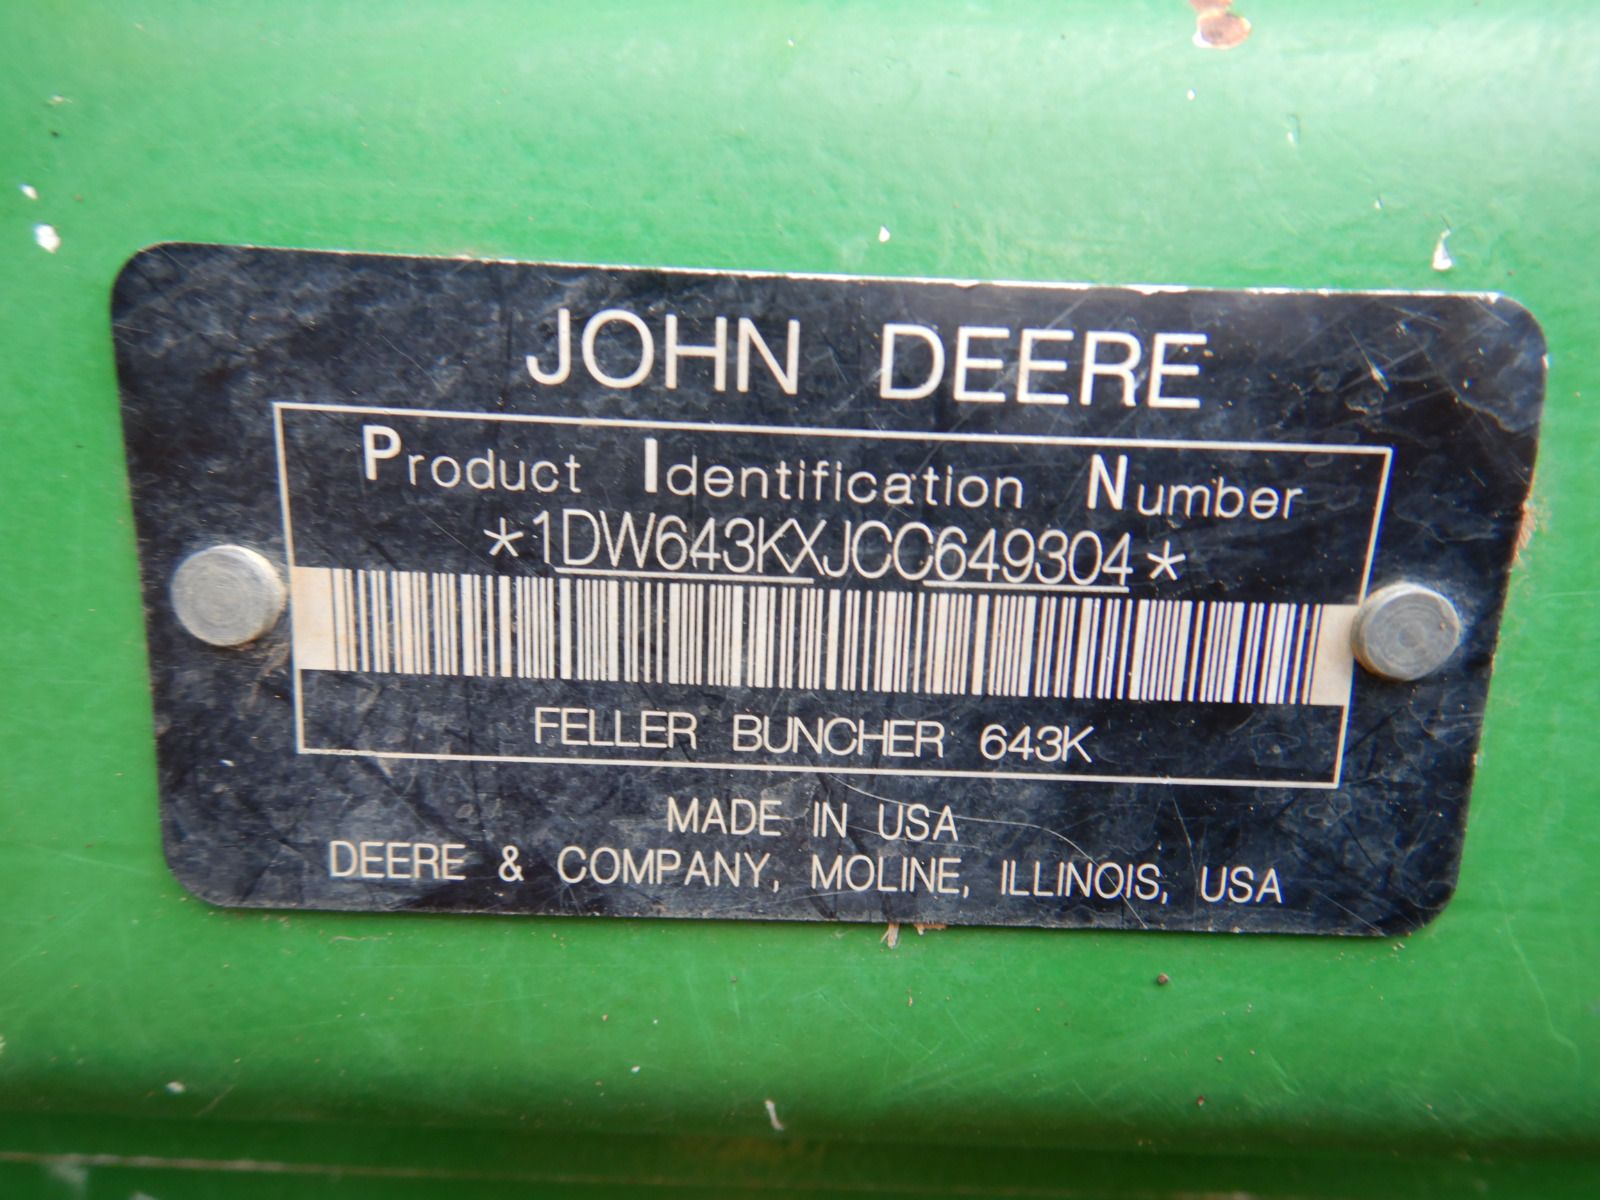 JOHN DEERE
Product Identification Number
*1DW643KXJCC649304*
FELLER BUNCHER 643K
MADE IN USA
DEERE & COMPANY, MOLINE, ILLINOIS, USA